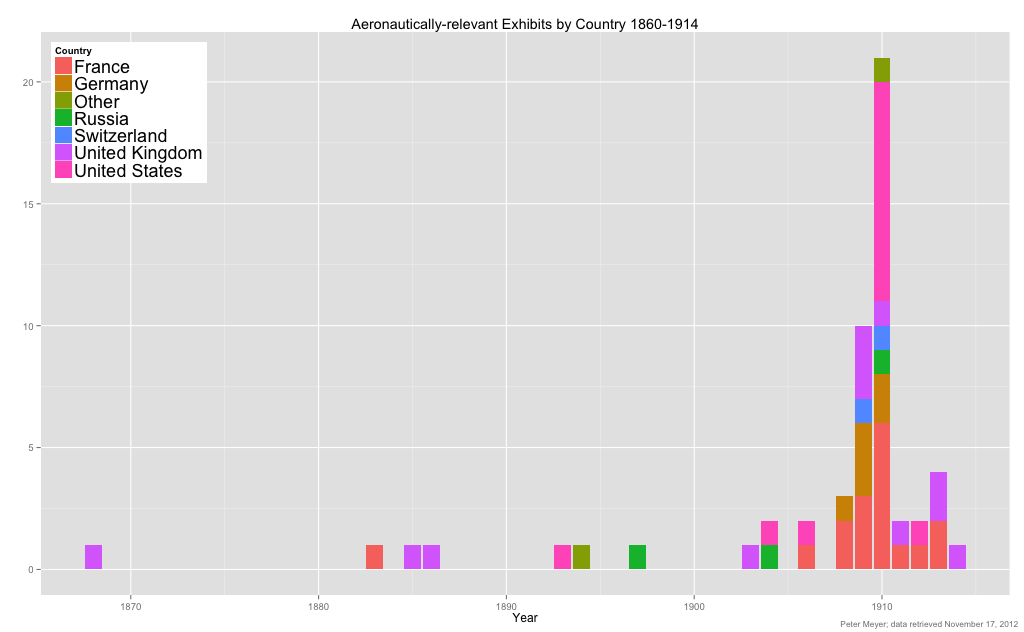 Aeronautically-relevant Exhibits by Country 1860-1914
Country
France
Germany
Other
Russia
Switzerland
United Kingdom
United States
20
15
10
5
0
1870 1880 1890 1900 1910
Year
Peter Meyer; data retrieved November 17, 2012